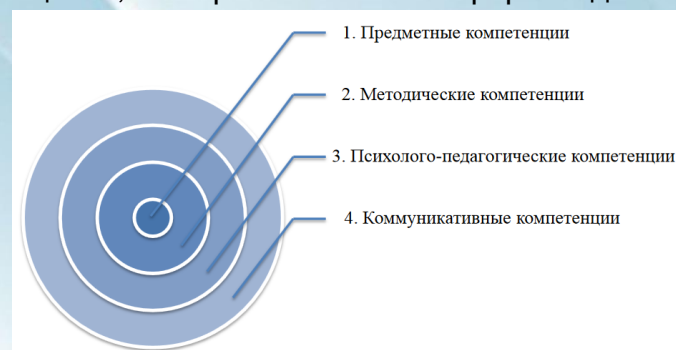 1. Предметные компетенции
2. Методические компетенции
3. Психолого-педагогические компетенции
4. Коммуникативные компетенции